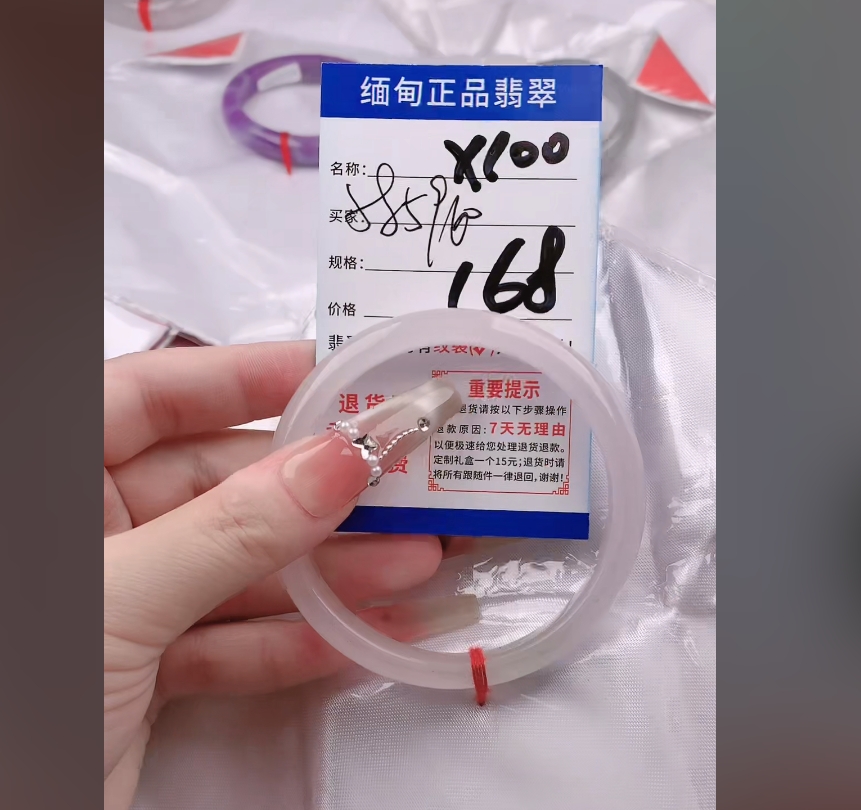 缅甸正品翡翠
名称: X100
买家:
规格:
价格 168
重要提示
退货请按以下步骤操作
退款原因:7天无理由
以便极速给您处理退货退款。
定制礼盒一个15元;退货时请
将所有跟随件一律退回,谢谢!
退货